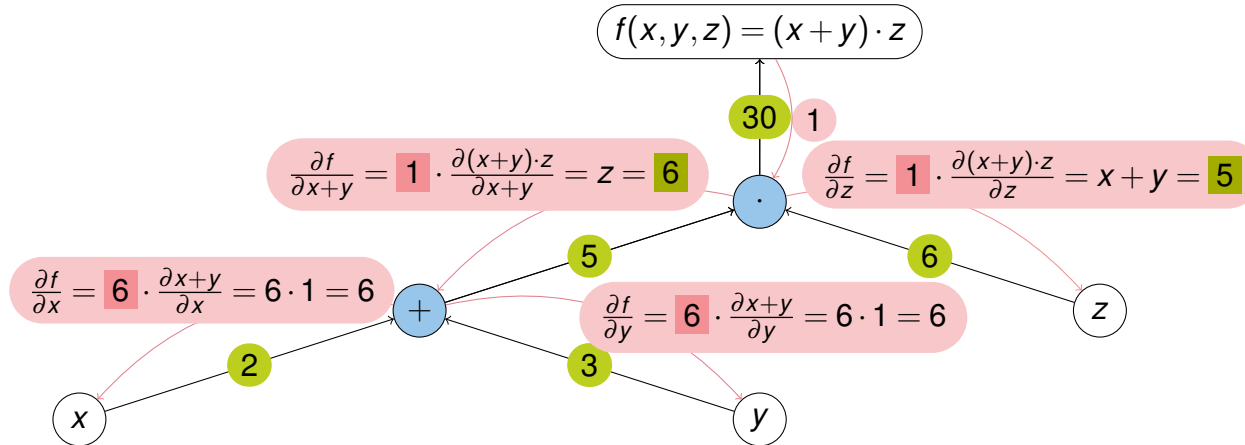 f(x, y, z) = (x + y) · z
30
1
∂f/∂x+y = 1 · ∂(x+y)·z/∂x+y = z = 6
∂f/∂z = 1 · ∂(x+y)·z/∂z = x + y = 5
·
5
6
∂f/∂x = 6 · ∂x+y/∂x = 6 · 1 = 6
+
∂f/∂y = 6 · ∂x+y/∂y = 6 · 1 = 6
z
2
3
x
y